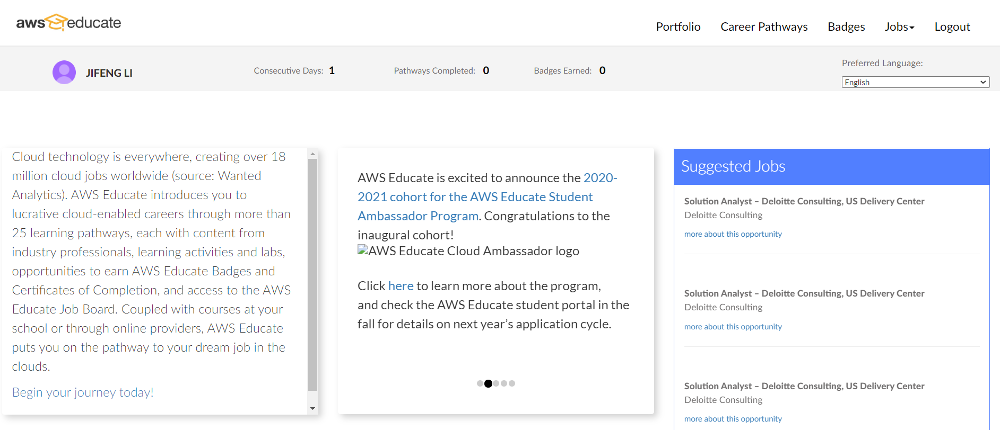 aws educate
Portfolio Career Pathways Badges Jobs Logout
JIFENG LI
Consecutive Days: 1
Pathways Completed: 0
Badges Earned: 0
Preferred Language:
English
Cloud technology is everywhere, creating over 18
million cloud jobs worldwide (source: Wanted
Analytics). AWS Educate introduces you to
lucrative cloud-enabled careers through more than
25 learning pathways, each with content from
industry professionals, learning activities and labs,
opportunities to earn AWS Educate Badges and
Certificates of Completion, and access to the AWS
Educate Job Board. Coupled with courses at your
school or through online providers, AWS Educate
puts you on the pathway to your dream job in the
clouds.
Begin your journey today!
AWS Educate is excited to announce the 2020-
2021 cohort for the AWS Educate Student
Ambassador Program. Congratulations to the
inaugural cohort!
AWS Educate Cloud Ambassador logo
Click here to learn more about the program,
and check the AWS Educate student portal in the
fall for details on next year’s application cycle.
Suggested Jobs
Solution Analyst – Deloitte Consulting, US Delivery Center
Deloitte Consulting
more about this opportunity
Solution Analyst – Deloitte Consulting, US Delivery Center
Deloitte Consulting
more about this opportunity
Solution Analyst – Deloitte Consulting, US Delivery Center
Deloitte Consulting
more about this opportunity